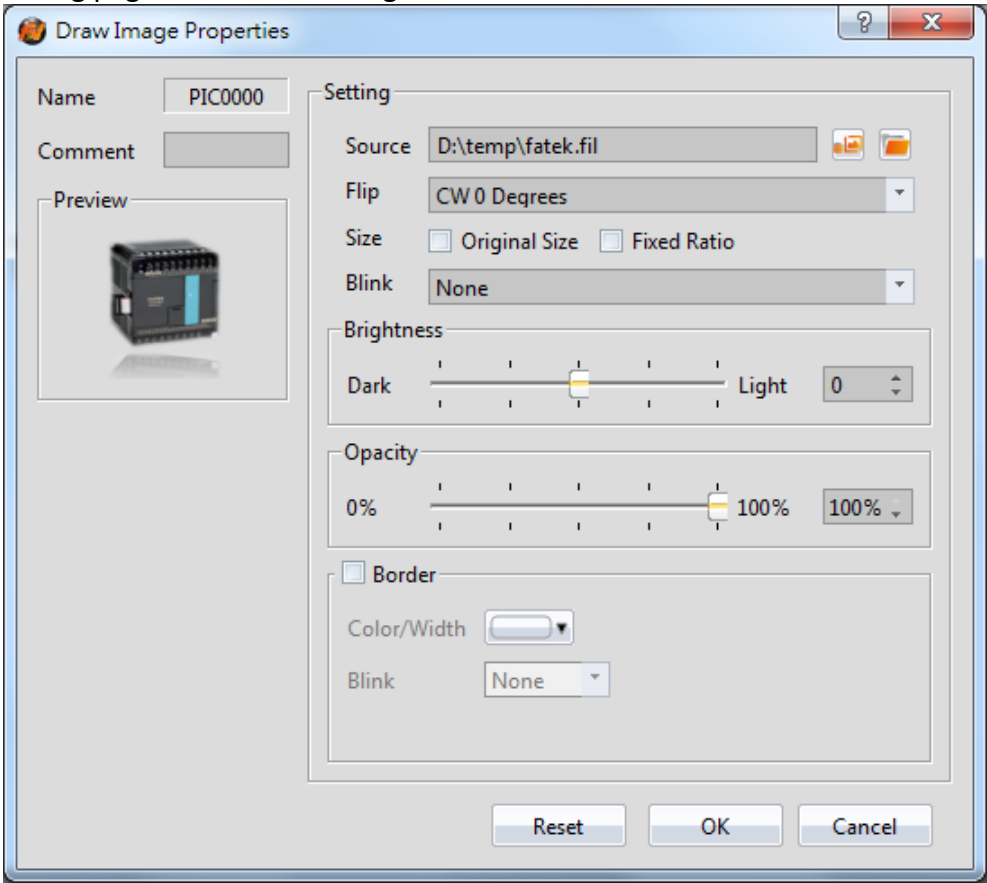 Draw Image Properties
Name PIC0000
Comment
Preview
Setting
Source D:\temp\fatek.fil
Flip CW 0 Degrees
Size Original Size Fixed Ratio
Blink None
Brightness
Dark Light 0
Opacity
0% 100% 100%
Border
Color/Width
Blink None
Reset OK Cancel